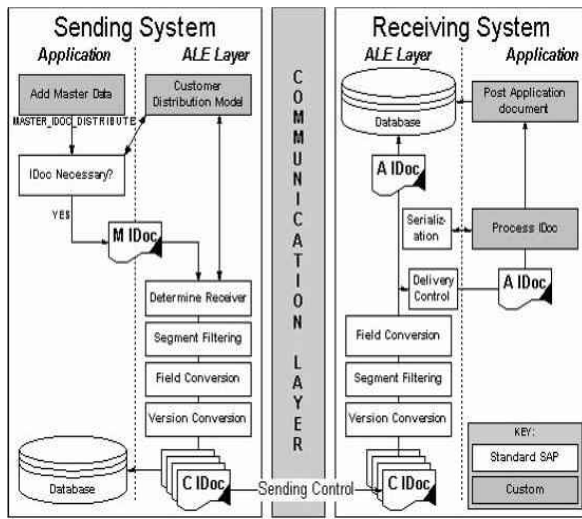 Sending System
Application
ALE Layer
Add Master Data
MASTER_IDOC_DISTRIBUTE
Customer
Distribution Model
IDoc Necessary?
YES
M IDoc
Determine Receiver
Segment Filtering
Field Conversion
Version Conversion
Database
C IDoc
COMMUNICATION LAYER
Sending Control
Receiving System
ALE Layer
Application
Database
Post Application
document
A IDoc
Serializ-
ation
Process IDoc
Delivery
Control
A IDoc
Field Conversion
Segment Filtering
Version Conversion
C IDoc
KEY:
Standard SAP
Custom